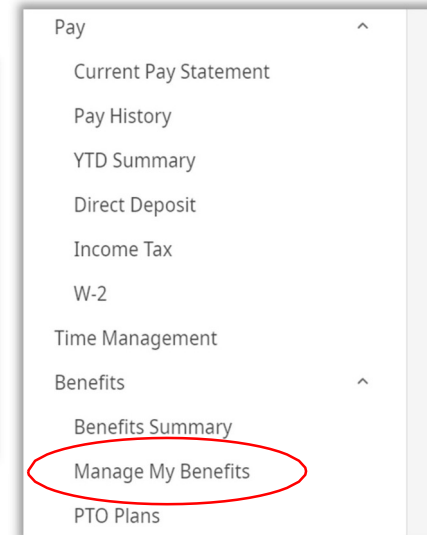 Pay
Current Pay Statement
Pay History
YTD Summary
Direct Deposit
Income Tax
W-2
Time Management
Benefits
Benefits Summary
Manage My Benefits
PTO Plans